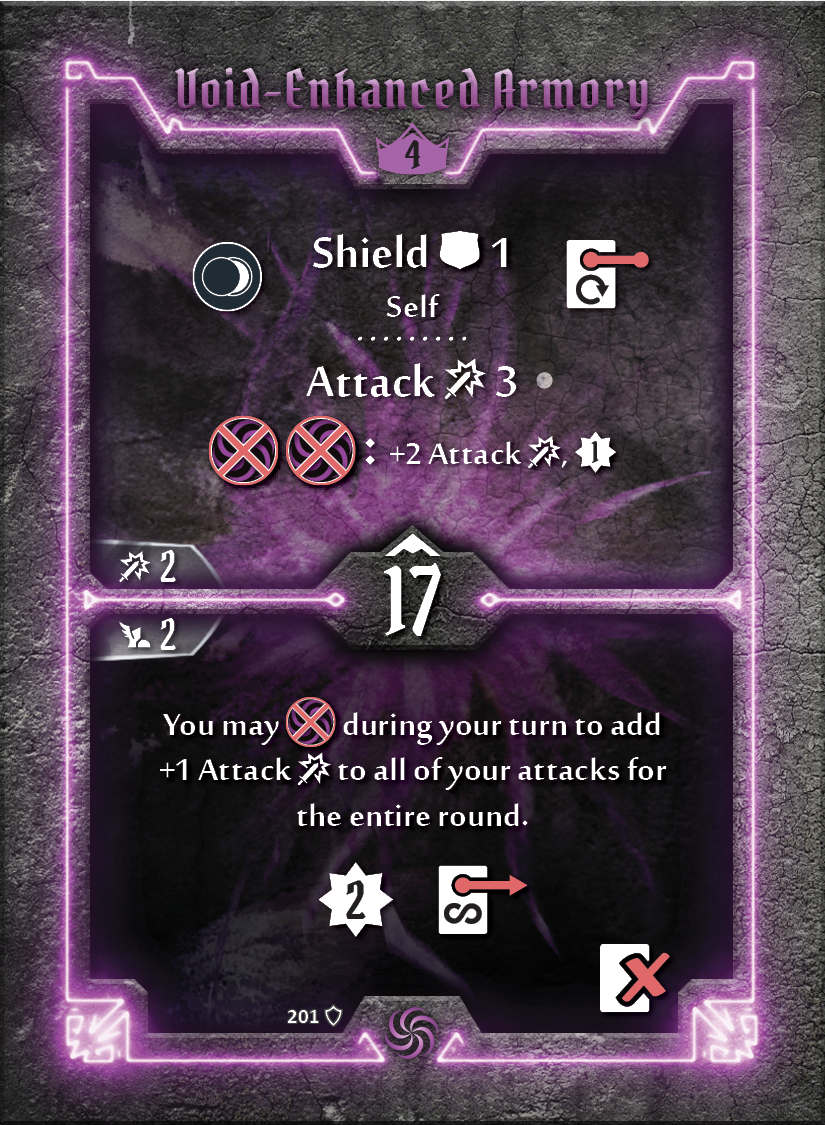 Void-Enhanced Armory
4
Shield 1
Self
Attack 3
: +2 Attack , 1
2
17
2
You may during your turn to add
+1 Attack to all of your attacks for
the entire round.
2
201